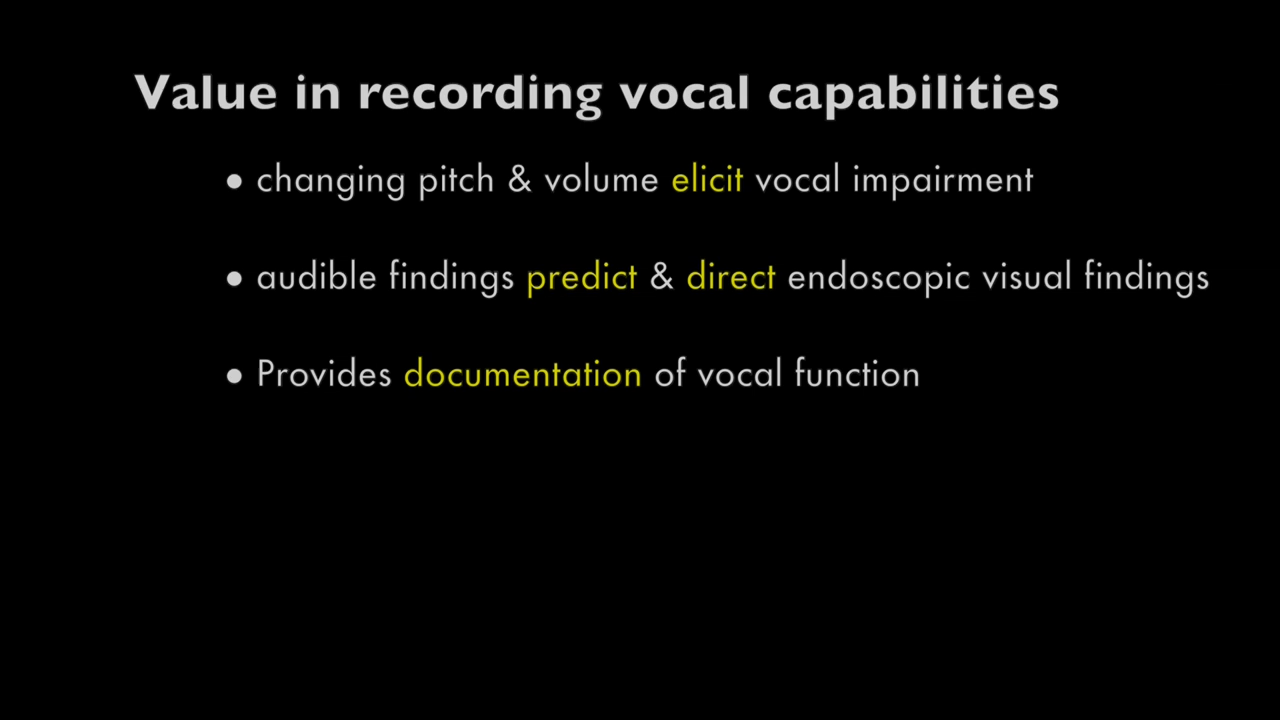 Value in recording vocal capabilities
• changing pitch & volume elicit vocal impairment
• audible findings predict & direct endoscopic visual findings
• Provides documentation of vocal function